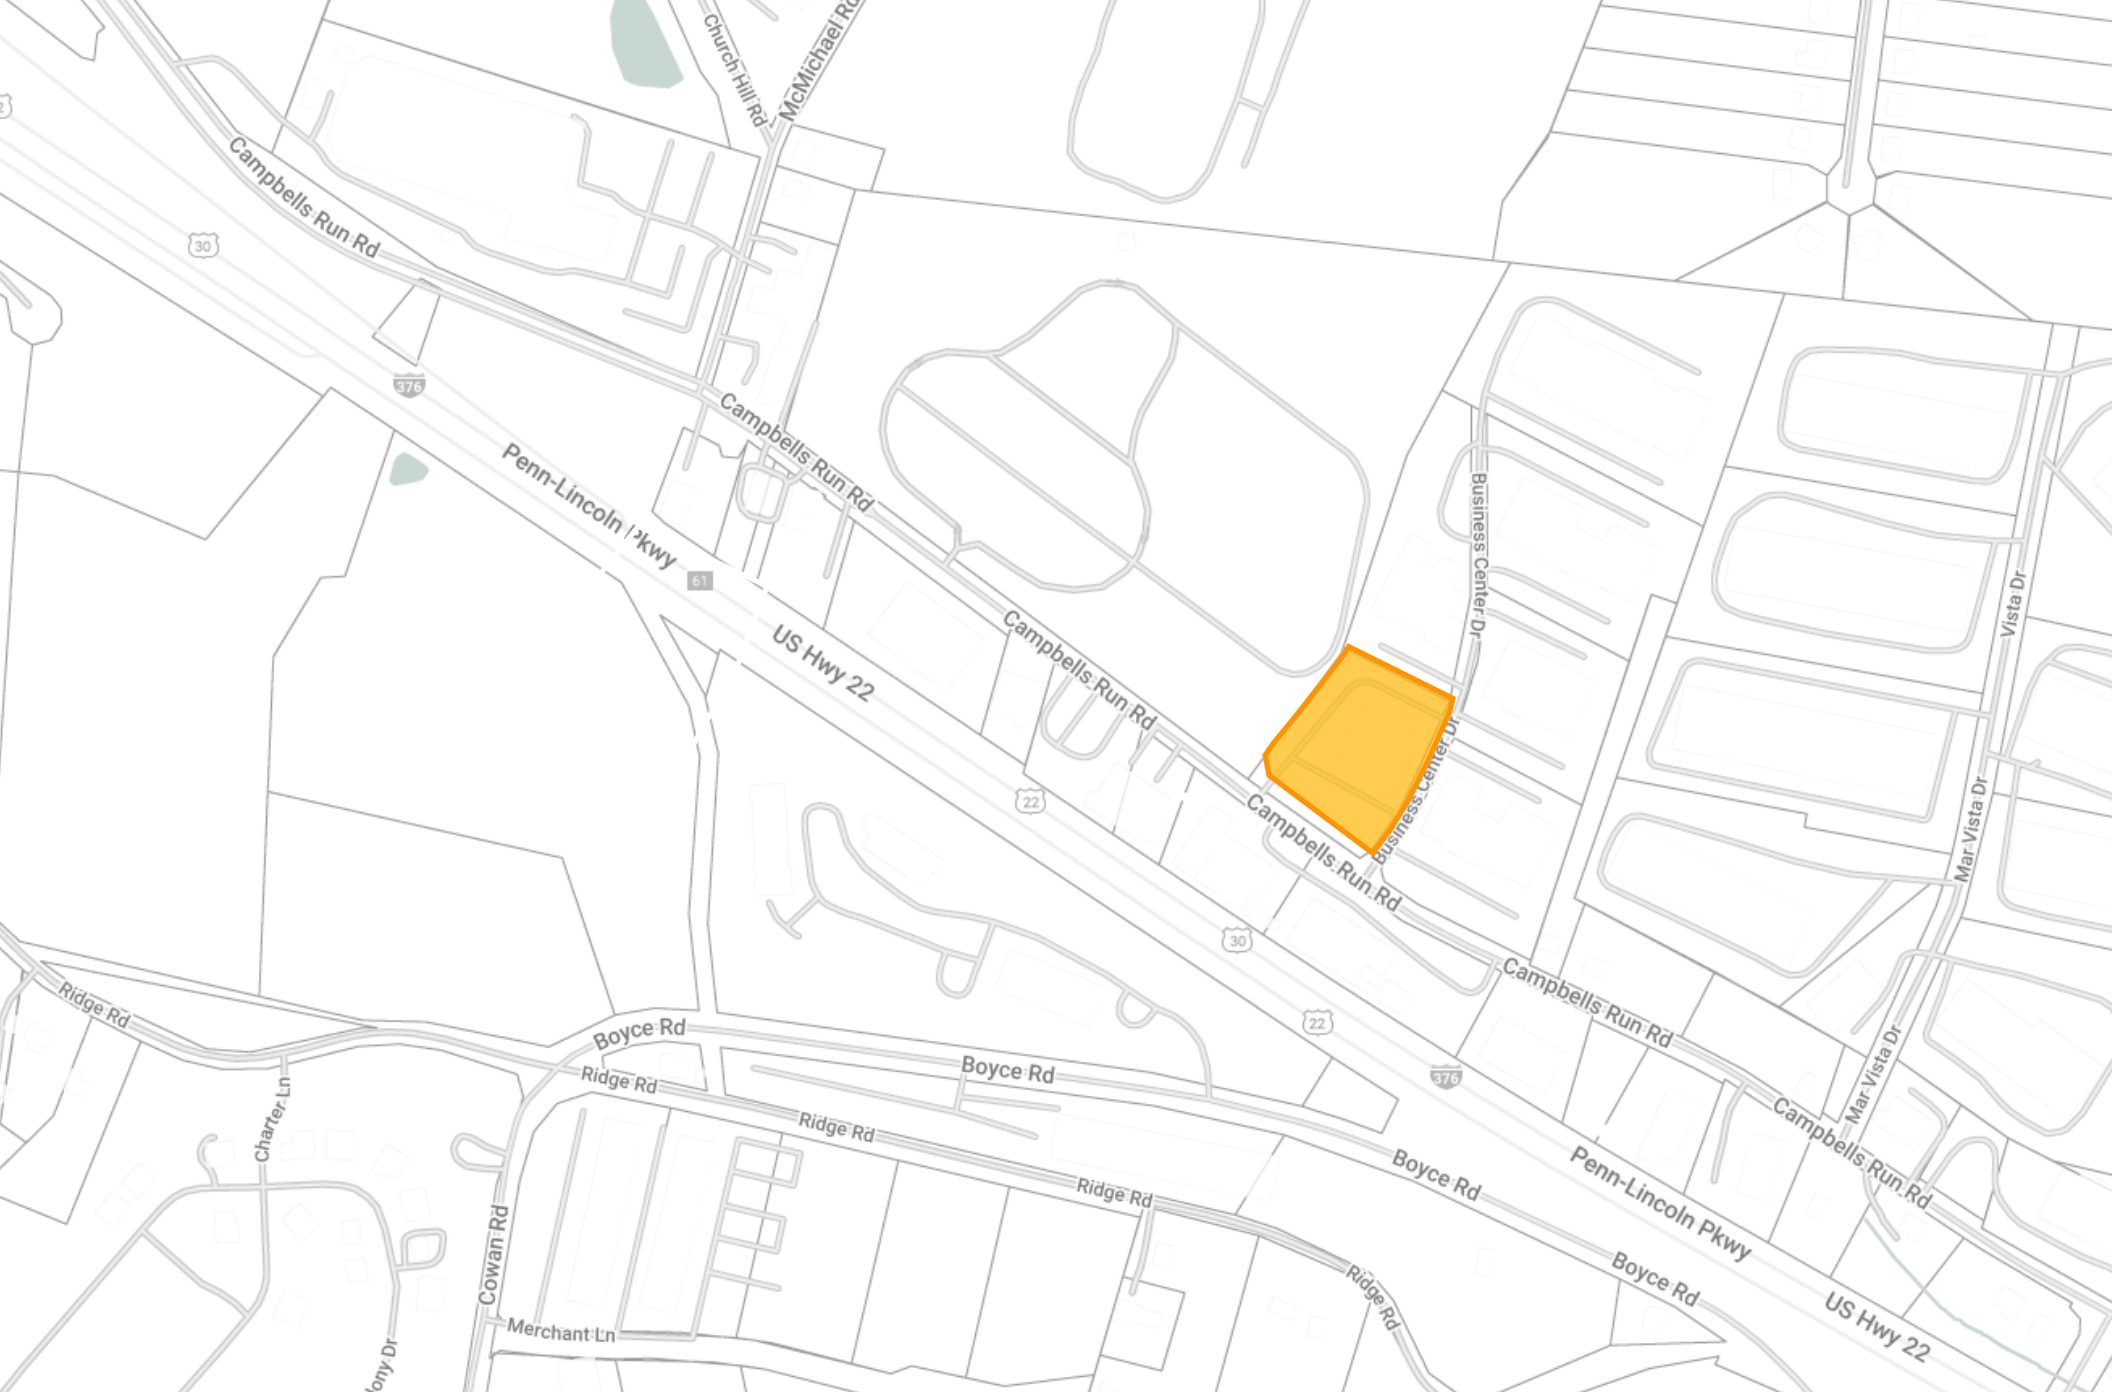 Church Hill Rd
McMichael Rd
2
Campbells Run Rd
30
376
Campbells Run Rd
Penn-Lincoln Pkwy
61
Business Center Dr
Vista Dr
US Hwy 22
Campbells Run Rd
22
Business Center Dr
Campbells Run Rd
Mar Vista Dr
30
Campbells Run Rd
22
Ridge Rd
Boyce Rd
Boyce Rd
376
Ridge Rd
Mar Vista Dr
Charter Ln
Ridge Rd
Campbells Run Rd
Boyce Rd
Ridge Rd
Penn-Lincoln Pkwy
Cowan Rd
Boyce Rd
Ridge Rd
US Hwy 22
Merchant Ln
Dr